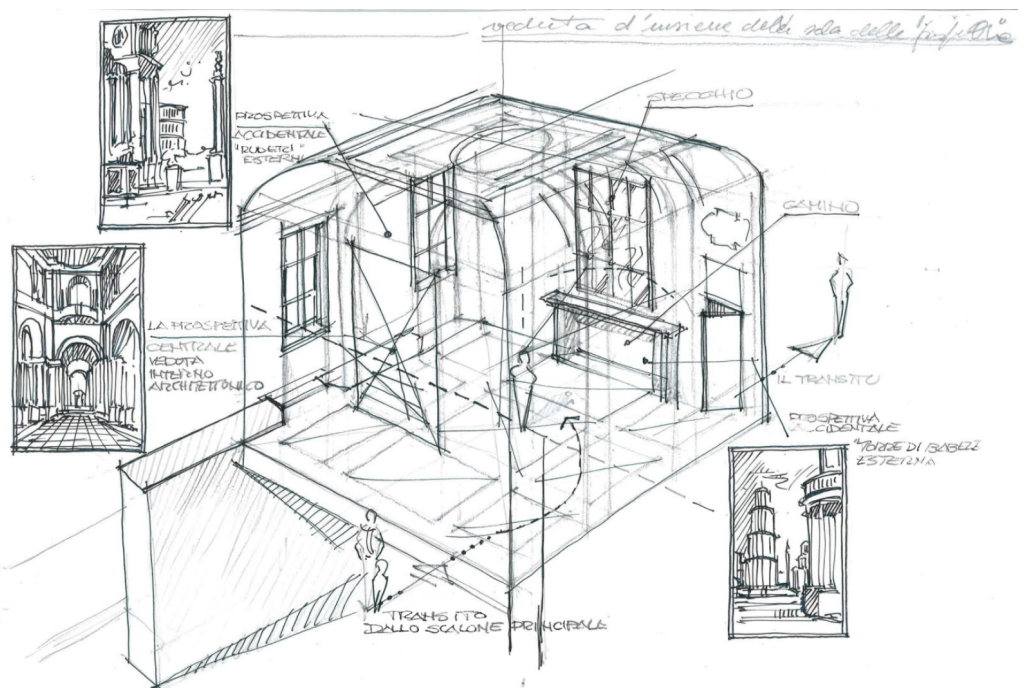 veduta d'insieme della sala delle
PROSPETTIVA
ACCIDENTALE
"RUDERI"
ESTERNI
SPECCHIO
CAMINO
LA PROSPETTIVA
CENTRALE
VEDUTA
INTERNO
ARCHITETTONICO
IL TRANSITO
PROSPETTIVA
ACCIDENTALE
"TORRE DI BABELE
ESTERNA
TRANSITO
DALLO SCALONE PRINCIPALE